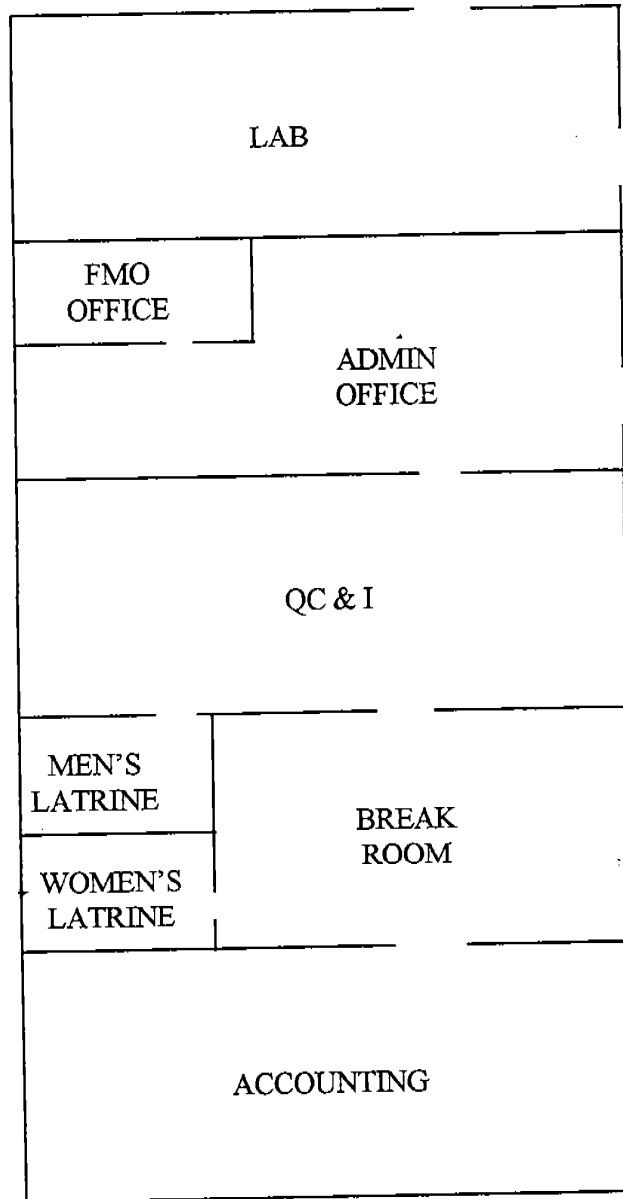 LAB
FMO
OFFICE
ADMIN
OFFICE
QC & I
MEN'S
LATRINE
BREAK
ROOM
WOMEN'S
LATRINE
ACCOUNTING